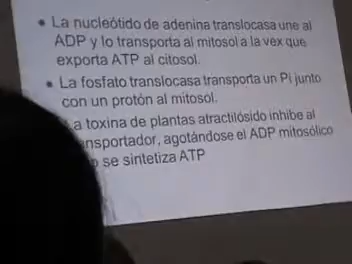 • La nucleótido de adenina translocasa une al
ADP y lo transporta al mitosol a la vex que
exporta ATP al citosol.
• La fosfato translocasa transporta un Pi junto
con un protón al mitosol.
a toxina de plantas atractilósido inhibe al
nsportador, agotándose el ADP mitosólico
se sintetiza ATP